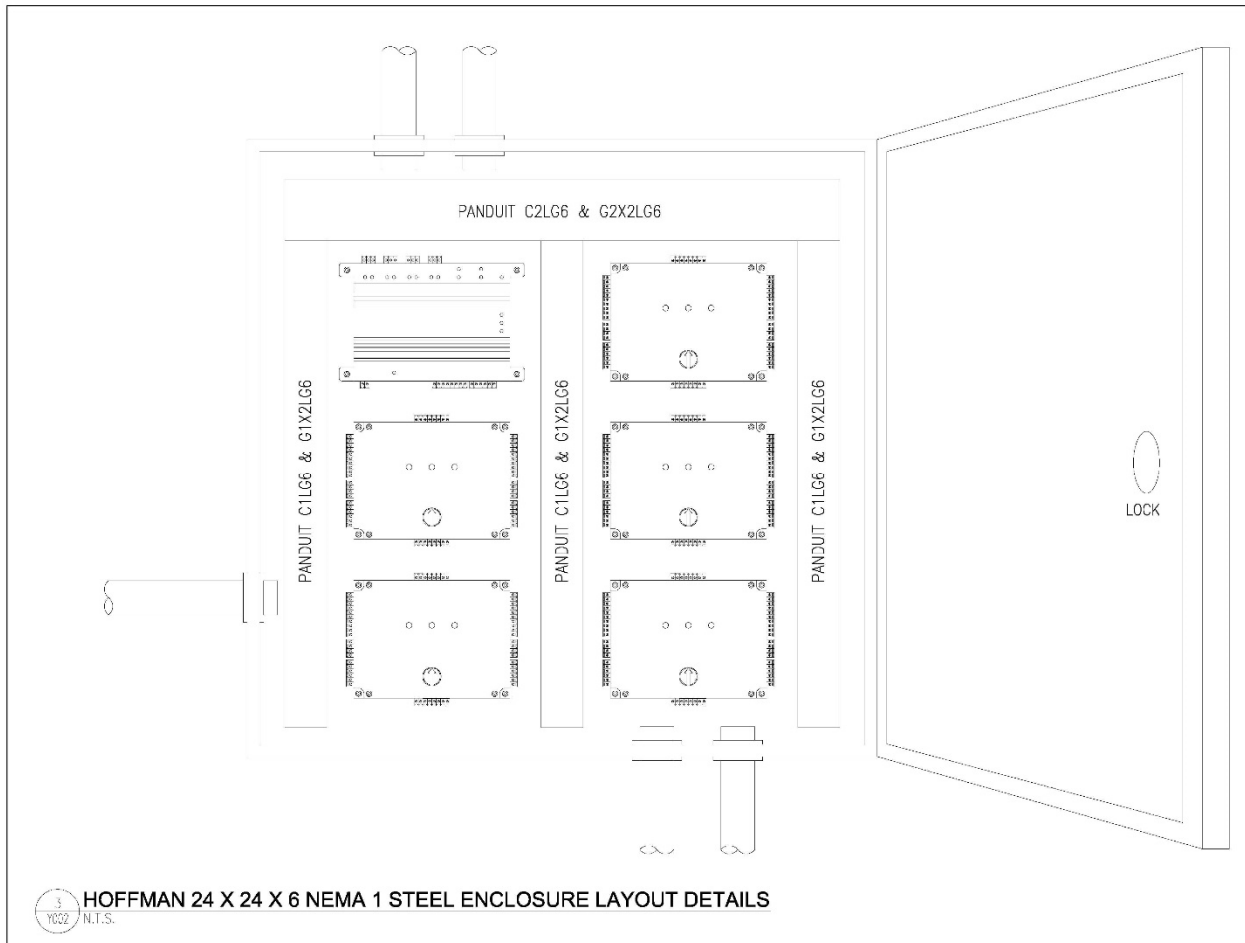 PANDUIT C2LG6 & G2X2LG6
PANDUIT C1LG6 & G1X2LG6
PANDUIT C1LG6 & G1X2LG6
PANDUIT C1LG6 & G1X2LG6
LOCK
3
Y002
HOFFMAN 24 X 24 X 6 NEMA 1 STEEL ENCLOSURE LAYOUT DETAILS
N.T.S.